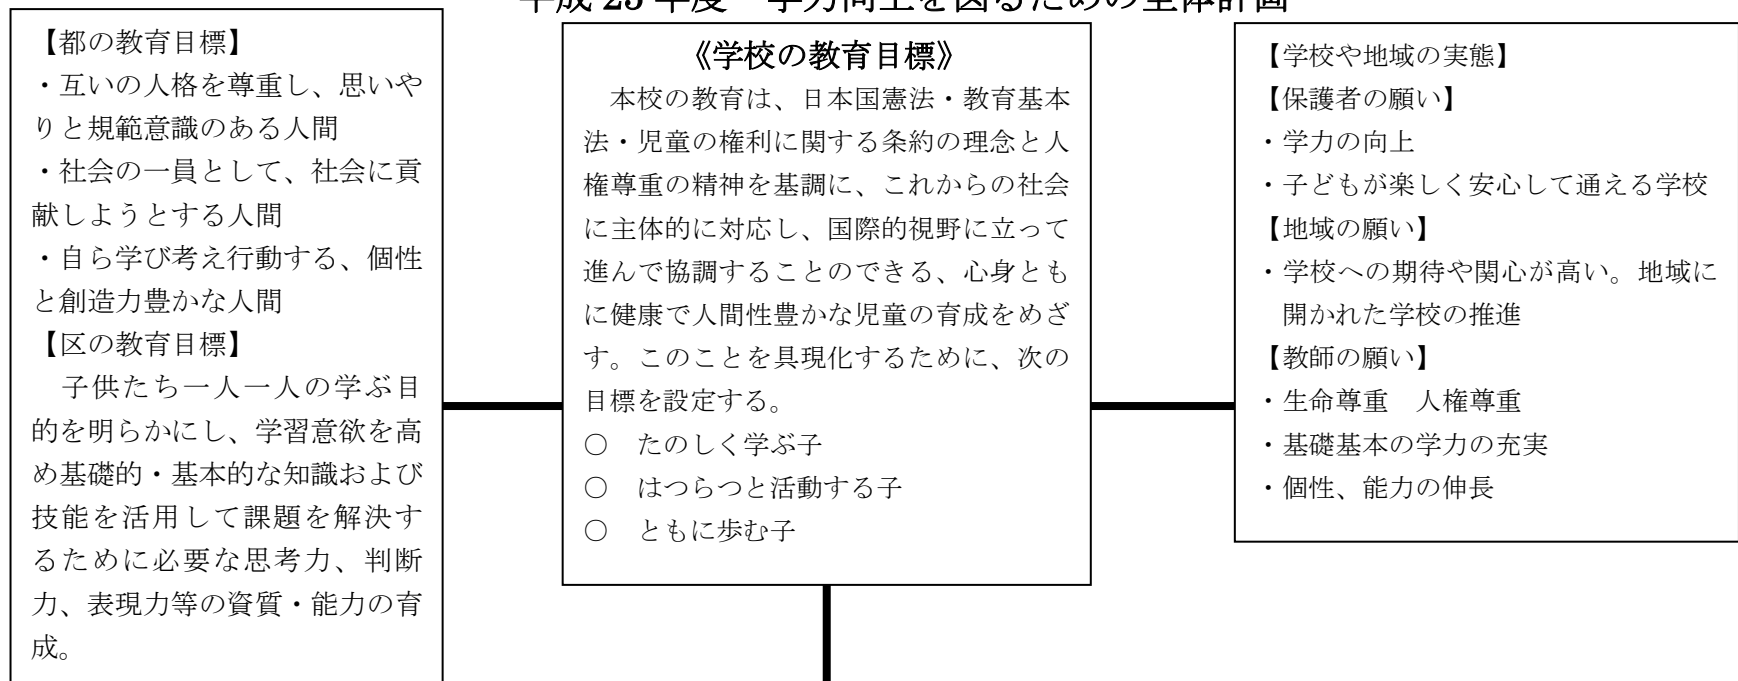 平成 25 年度　学力向上を図るための全体計画
【都の教育目標】
・互いの人格を尊重し、思いや
りと規範意識のある人間
・社会の一員として、社会に貢
献しようとする人間
・自ら学び考え行動する、個性
と創造力豊かな人間
【区の教育目標】
　子供たち一人一人の学ぶ目
的を明らかにし、学習意欲を高
め基礎的・基本的な知識および
技能を活用して課題を解決す
るために必要な思考力、判断
力、表現力等の資質・能力の育
成。
《学校の教育目標》
　本校の教育は、日本国憲法・教育基本
法・児童の権利に関する条約の理念と人
権尊重の精神を基調に、これからの社会
に主体的に対応し、国際的視野に立って
進んで協調することのできる、心身とも
に健康で人間性豊かな児童の育成をめざ
す。このことを具現化するために、次の
目標を設定する。
○　たのしく学ぶ子
○　はつらつと活動する子
○　ともに歩む子
【学校や地域の実態】
【保護者の願い】
・学力の向上
・子どもが楽しく安心して通える学校
【地域の願い】
・学校への期待や関心が高い。地域に
開かれた学校の推進
【教師の願い】
・生命尊重　人権尊重
・基礎基本の学力の充実
・個性、能力の伸長